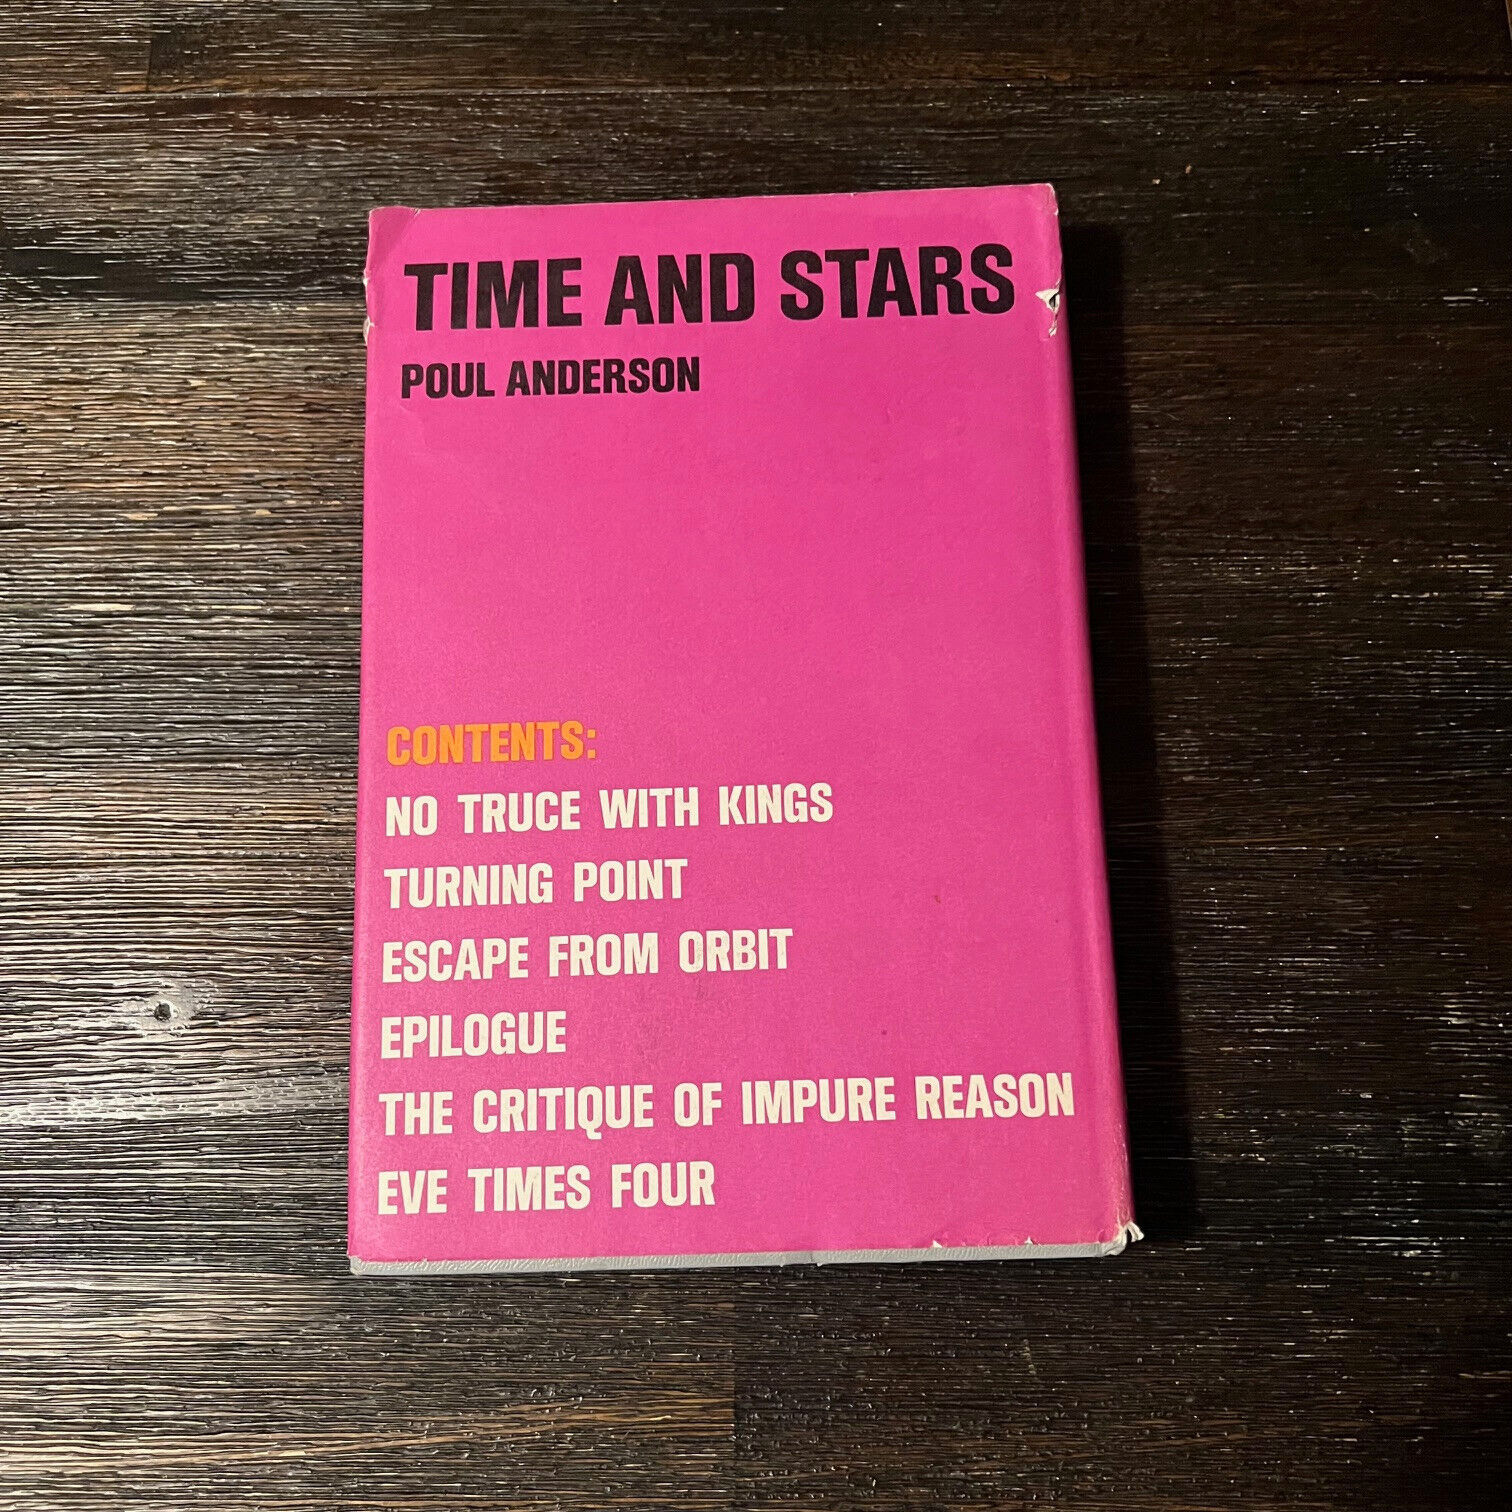 TIME AND STARS
POUL ANDERSON
CONTENTS:
NO TRUCE WITH KINGS
TURNING POINT
ESCAPE FROM ORBIT
EPILOGUE
THE CRITIQUE OF IMPURE REASON
EVE TIMES FOUR